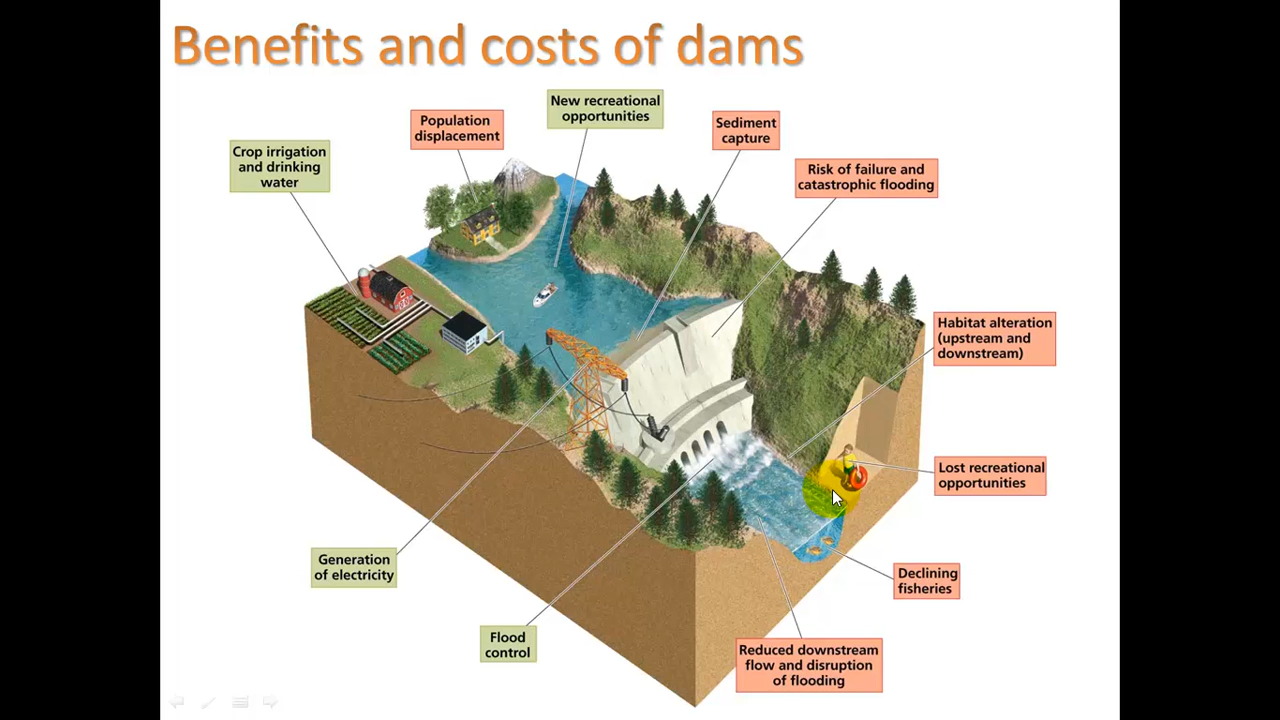 Benefits and costs of dams
New recreational
opportunities
Population
displacement
Sediment
capture
Crop irrigation
and drinking
water
Risk of failure and
catastrophic flooding
Habitat alteration
(upstream and
downstream)
Lost recreational
opportunities
Generation
of electricity
Declining
fisheries
Flood
control
Reduced downstream
flow and disruption
of flooding